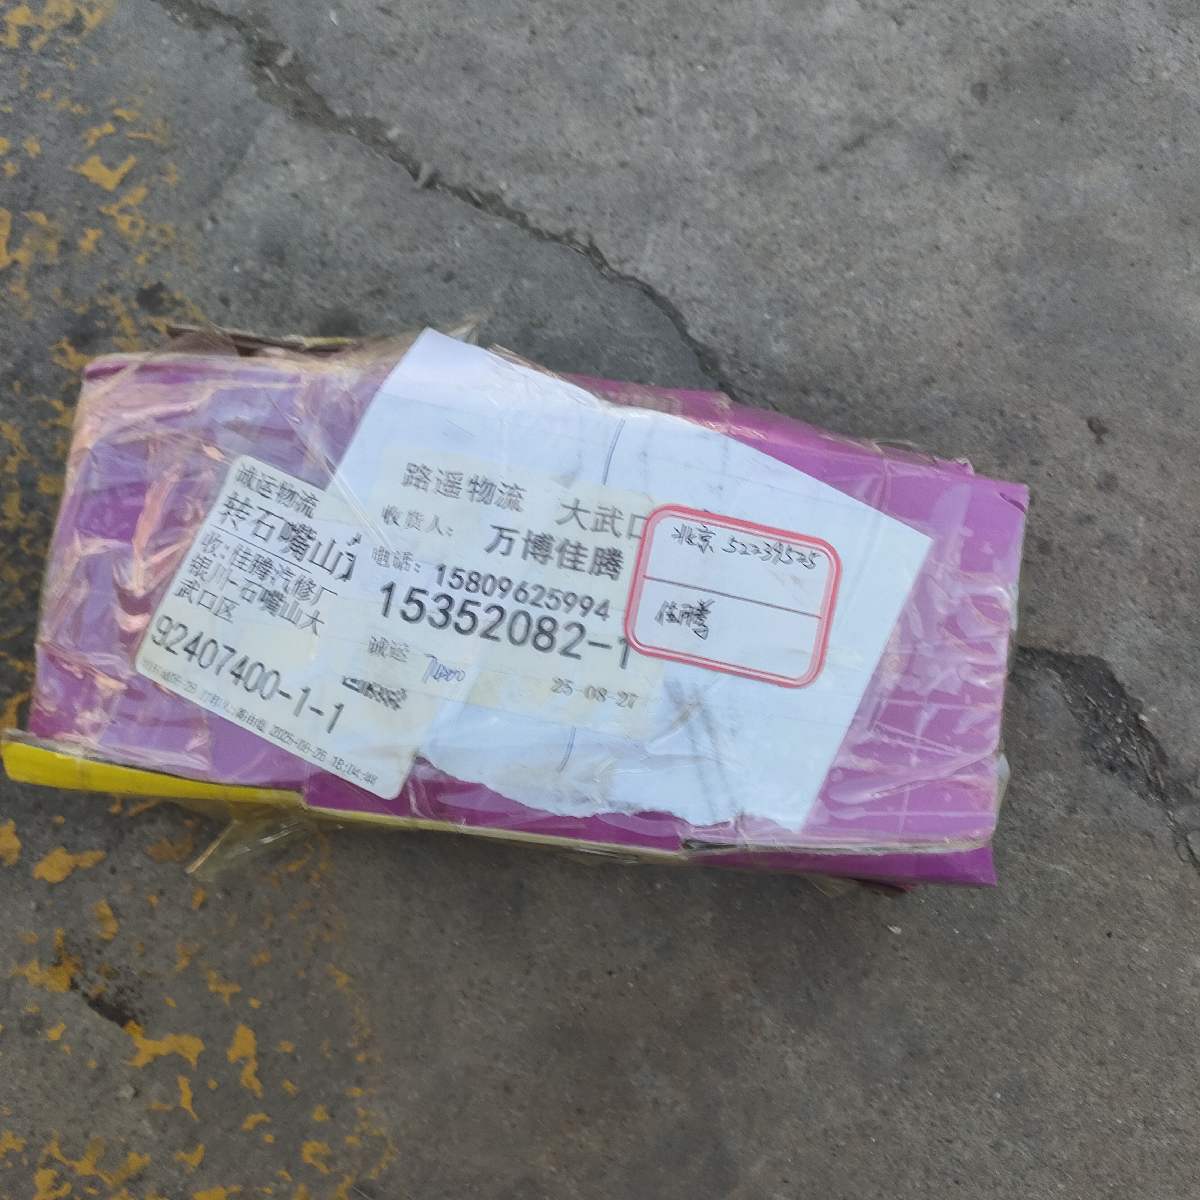 诚运物流
转石嘴山
收:佳腾汽修厂
银川-石嘴山大
武口区
92407400-1-1
路遥物流 大武口
收货人: 万博佳腾
电话: 15809625994
15352082-1
诚运
25-08-27
北京 52239525
佳腾